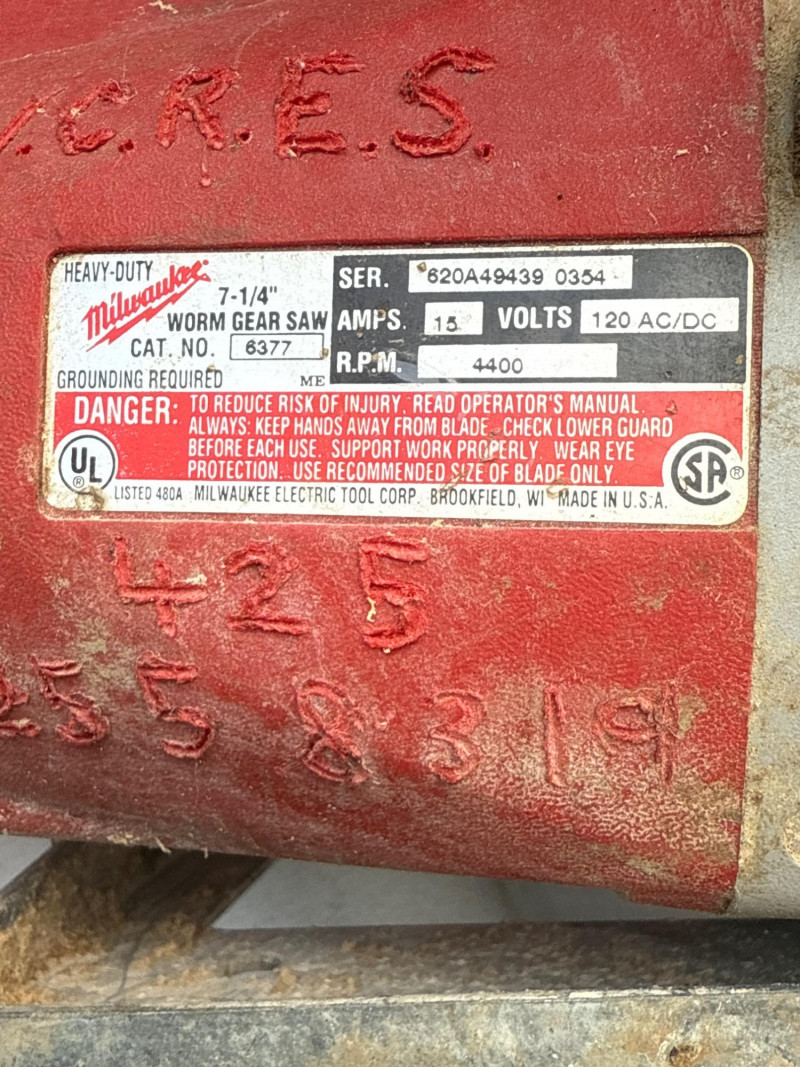 .C.R.E.S.
HEAVY-DUTY
Milwaukee
7-1/4"
WORM GEAR SAW
CAT. NO. 6377
GROUNDING REQUIRED ME
SER. 620A49439 0354
AMPS. 15 VOLTS 120 AC/DC
R.P.M. 4400
DANGER: TO REDUCE RISK OF INJURY, READ OPERATOR'S MANUAL.
ALWAYS: KEEP HANDS AWAY FROM BLADE. CHECK LOWER GUARD
BEFORE EACH USE. SUPPORT WORK PROPERLY. WEAR EYE
PROTECTION. USE RECOMMENDED SIZE OF BLADE ONLY.
UL ®
SA ®
LISTED 480A MILWAUKEE ELECTRIC TOOL CORP. BROOKFIELD, WI MADE IN U.S.A.
425
55 8319